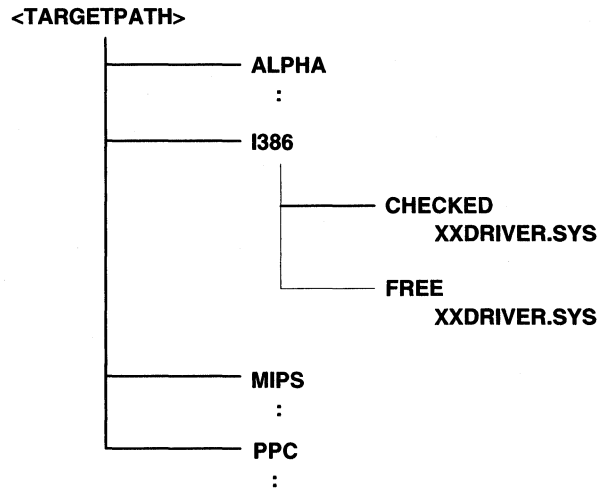 <TARGETPATH>
ALPHA
:
I386
CHECKED
XXDRIVER.SYS
FREE
XXDRIVER.SYS
MIPS
:
PPC
: